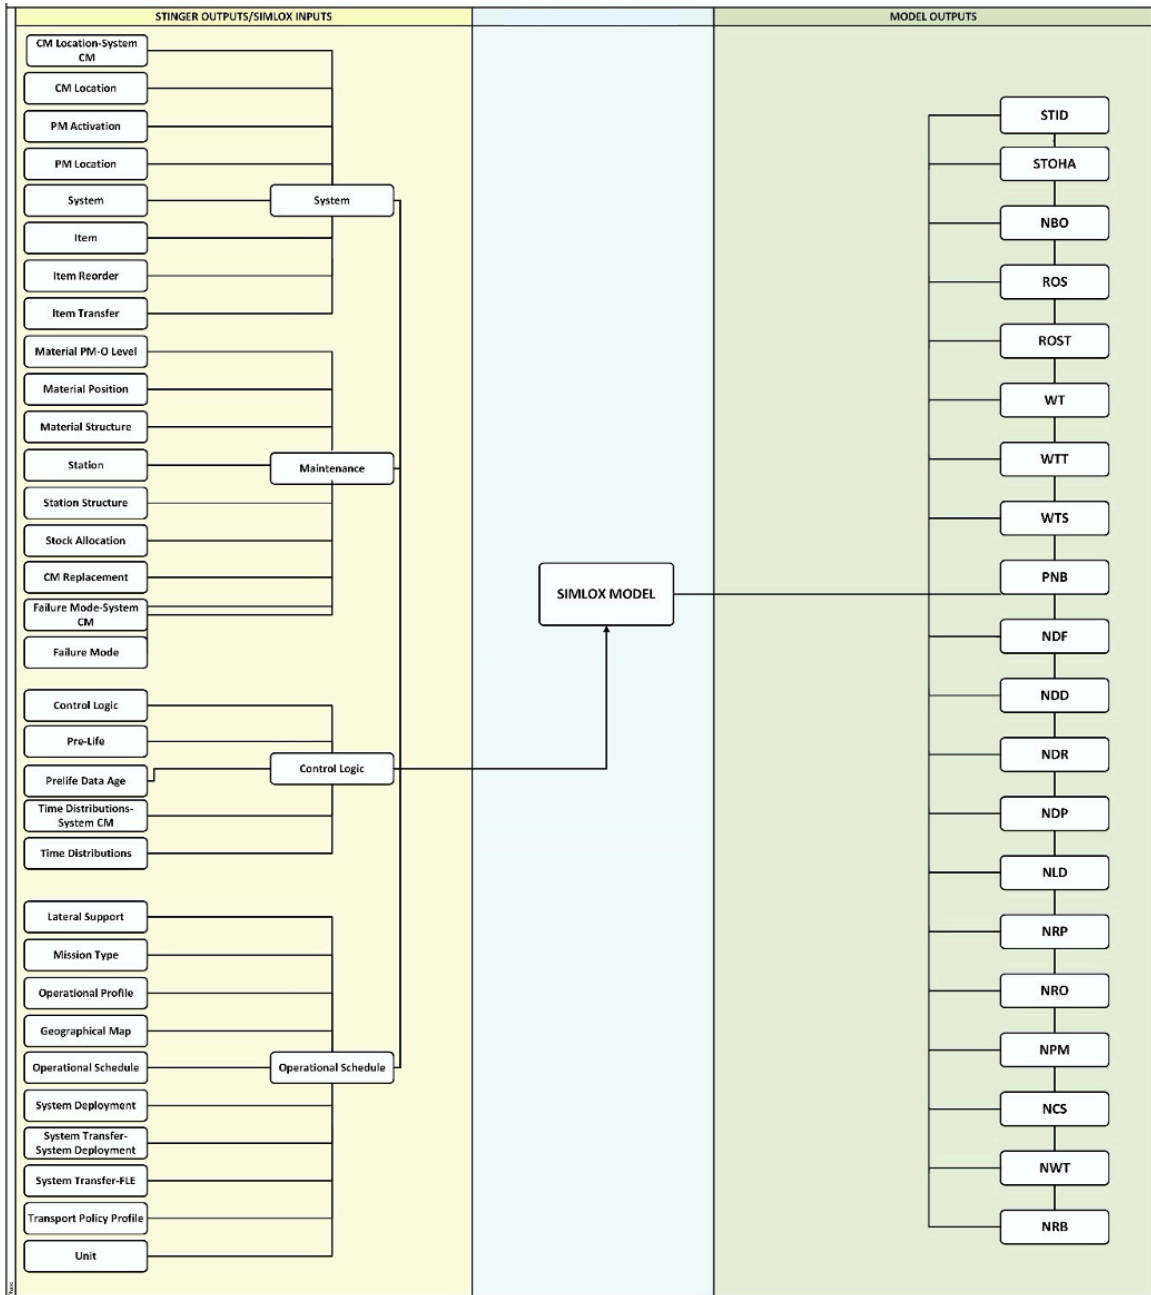 STINGER OUTPUTS/SIMLOX INPUTS
MODEL OUTPUTS
CM Location-System
CM
CM Location
PM Activation
PM Location
System
Item
Item Reorder
Item Transfer
System
Material PM-O Level
Material Position
Material Structure
Station
Station Structure
Stock Allocation
CM Replacement
Failure Mode-System
CM
Failure Mode
Maintenance
Control Logic
Pre-Life
Prelife Data Age
Time Distributions-
System CM
Time Distributions
Control Logic
Lateral Support
Mission Type
Operational Profile
Geographical Map
Operational Schedule
System Deployment
System Transfer-
System Deployment
System Transfer-FLE
Transport Policy Profile
Unit
Operational Schedule
SIMLOX MODEL
STID
STOHA
NBO
ROS
ROST
WT
WTT
WTS
PNB
NDF
NDD
NDR
NDP
NLD
NRP
NRO
NPM
NCS
NWT
NRB